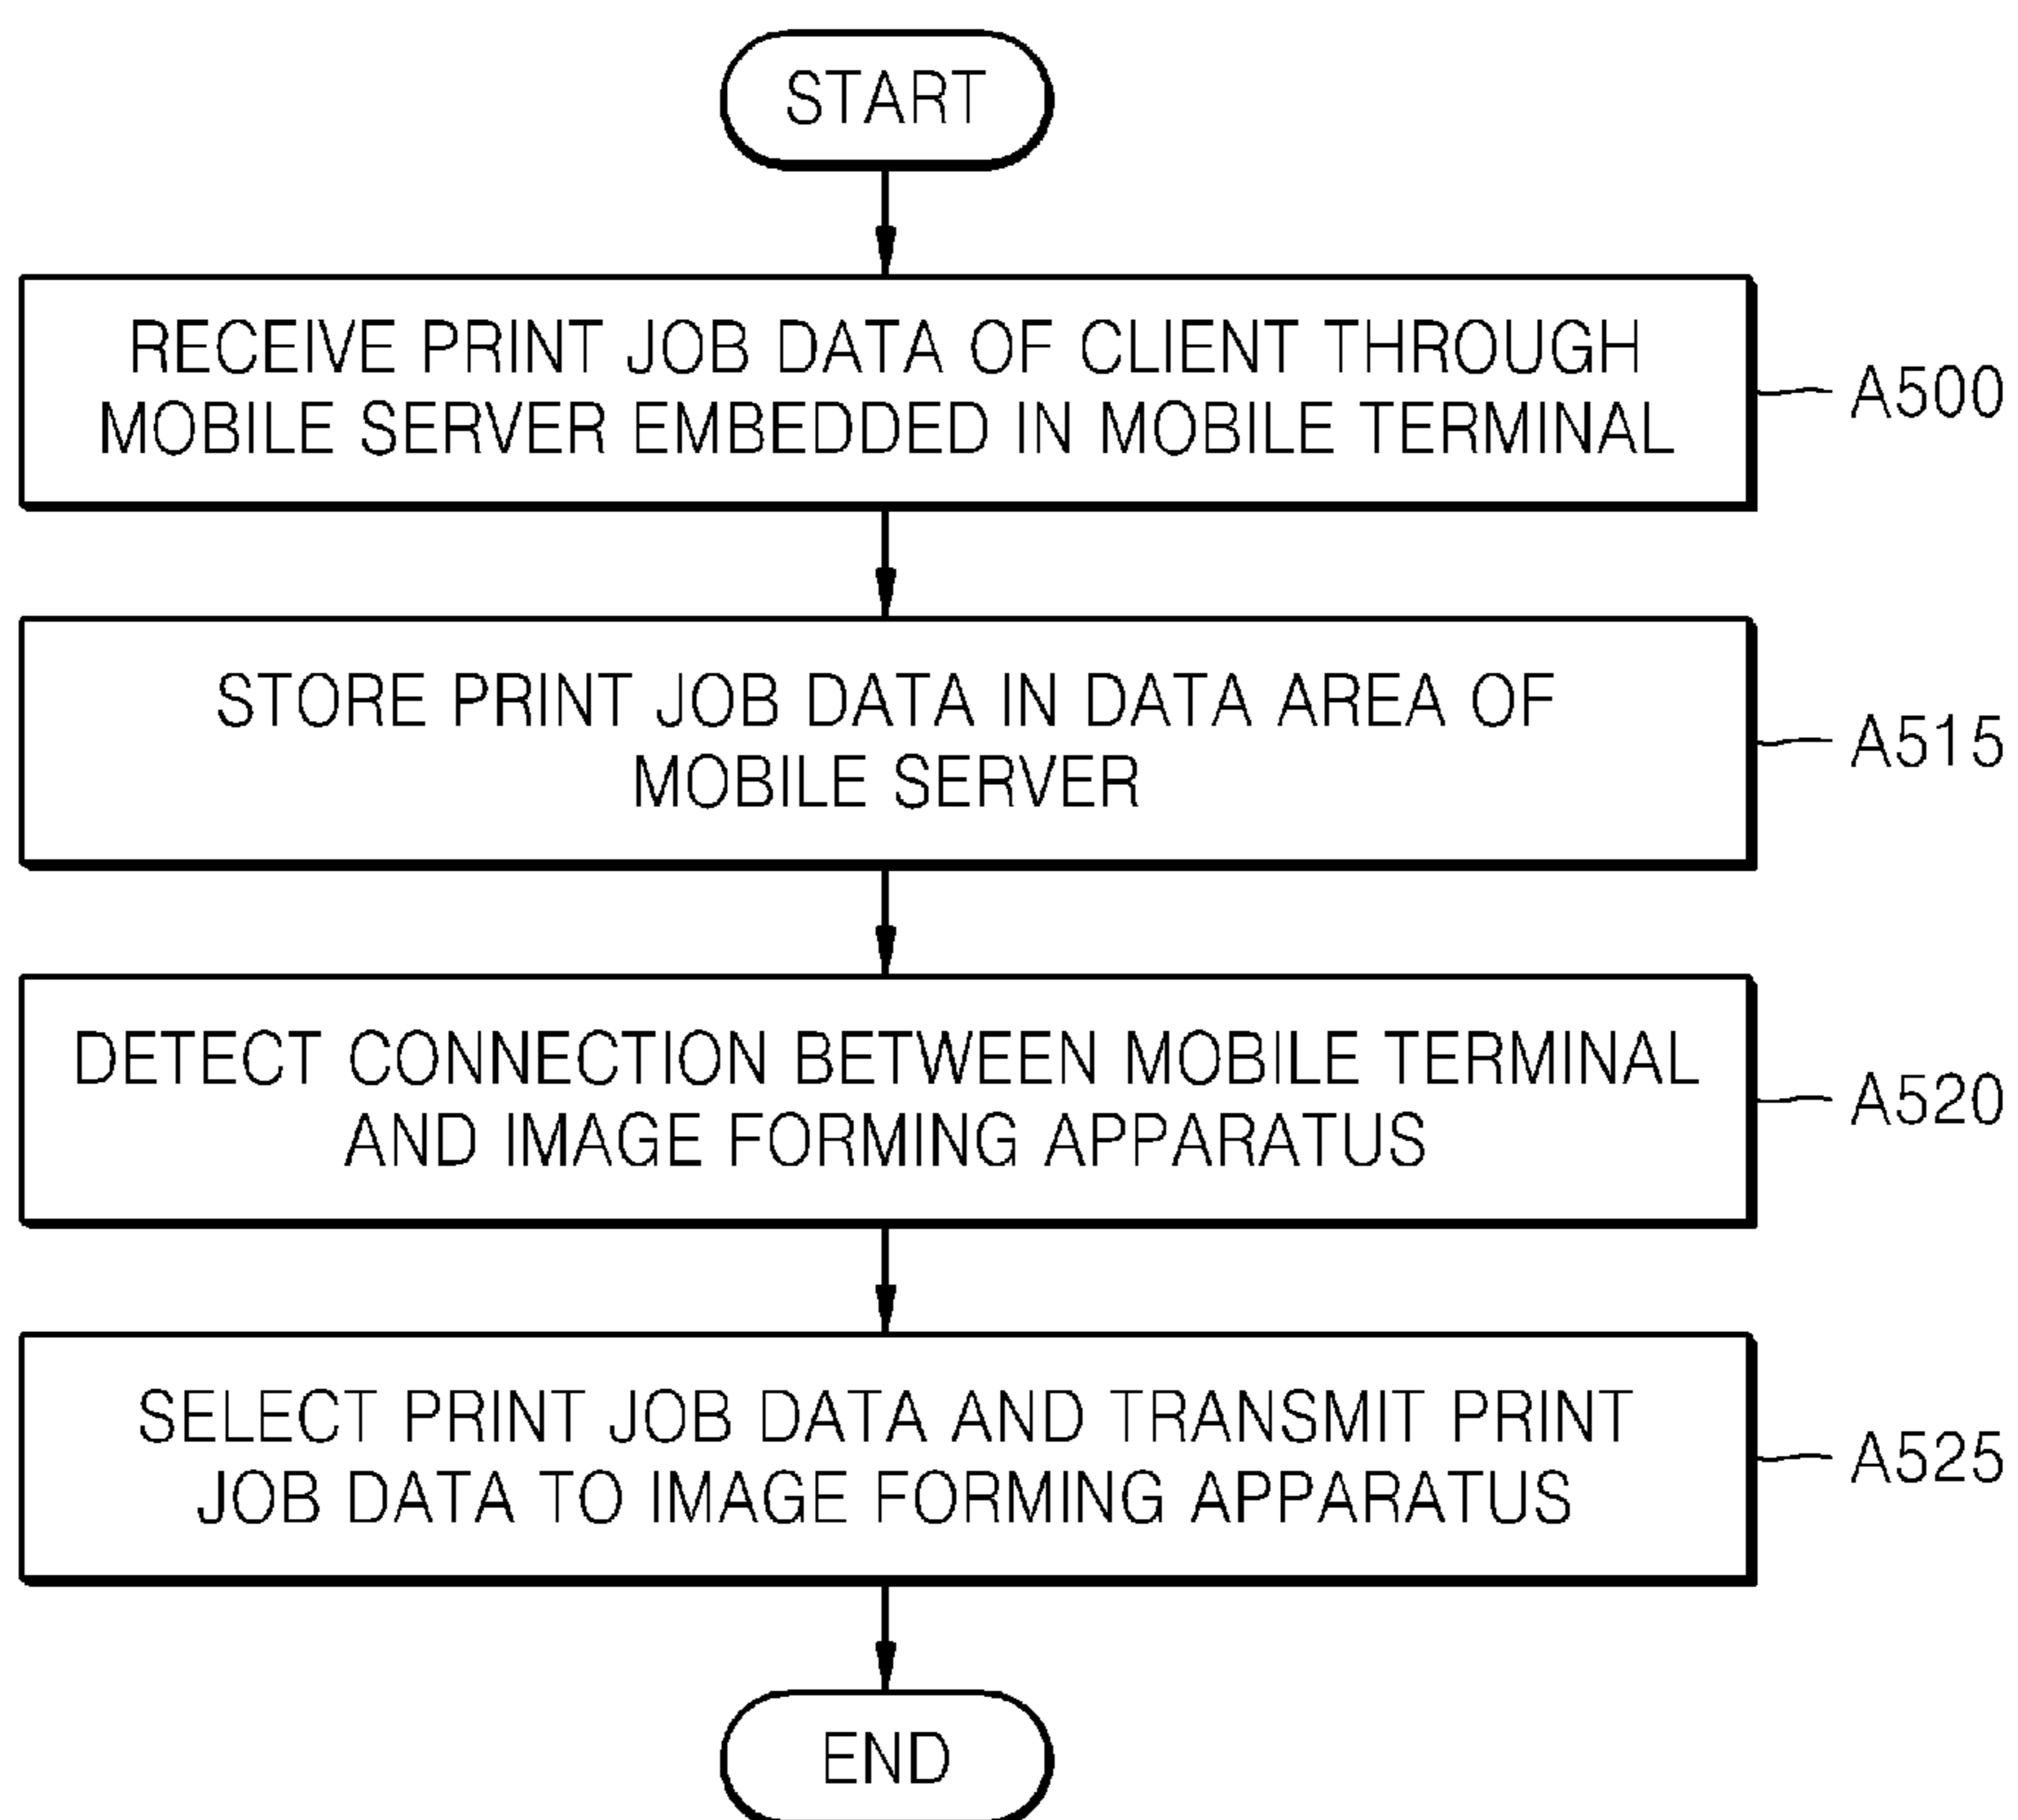 START
RECEIVE PRINT JOB DATA OF CLIENT THROUGH
MOBILE SERVER EMBEDDED IN MOBILE TERMINAL
A500
STORE PRINT JOB DATA IN DATA AREA OF
MOBILE SERVER
A515
DETECT CONNECTION BETWEEN MOBILE TERMINAL
AND IMAGE FORMING APPARATUS
A520
SELECT PRINT JOB DATA AND TRANSMIT PRINT
JOB DATA TO IMAGE FORMING APPARATUS
A525
END